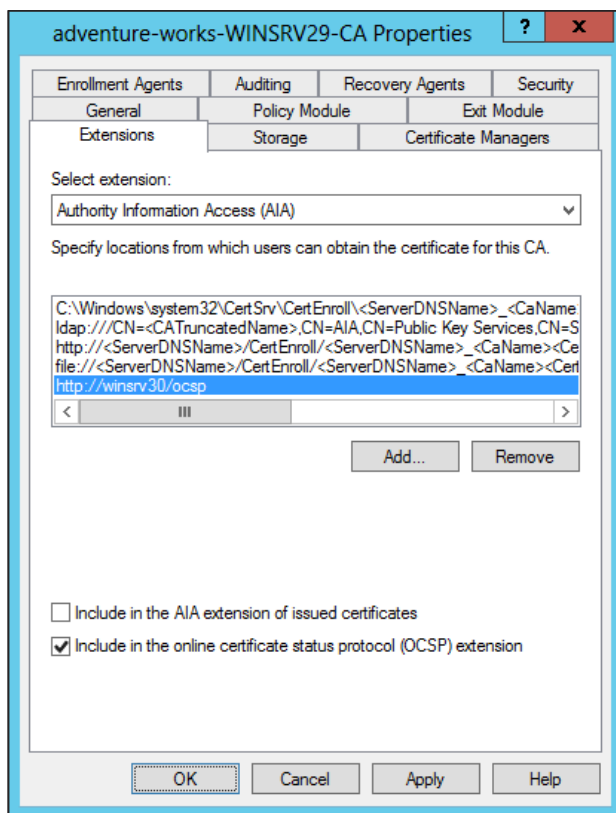 adventure-works-WINSRV29-CA Properties ? x
Enrollment Agents Auditing Recovery Agents Security
General Policy Module Exit Module
Extensions Storage Certificate Managers
Select extension:
Authority Information Access (AIA)
Specify locations from which users can obtain the certificate for this CA.
C:\Windows\system32\CertSrv\CertEnroll\<ServerDNSName>_<CaName
ldap:///CN=<CATruncatedName>,CN=AIA,CN=Public Key Services,CN=S
http://<ServerDNSName>/CertEnroll/<ServerDNSName>_<CaName><Ce
file://<ServerDNSName>/CertEnroll/<ServerDNSName>_<CaName><Cert
http://winsrv30/ocsp
Add... Remove
Include in the AIA extension of issued certificates
Include in the online certificate status protocol (OCSP) extension
OK Cancel Apply Help